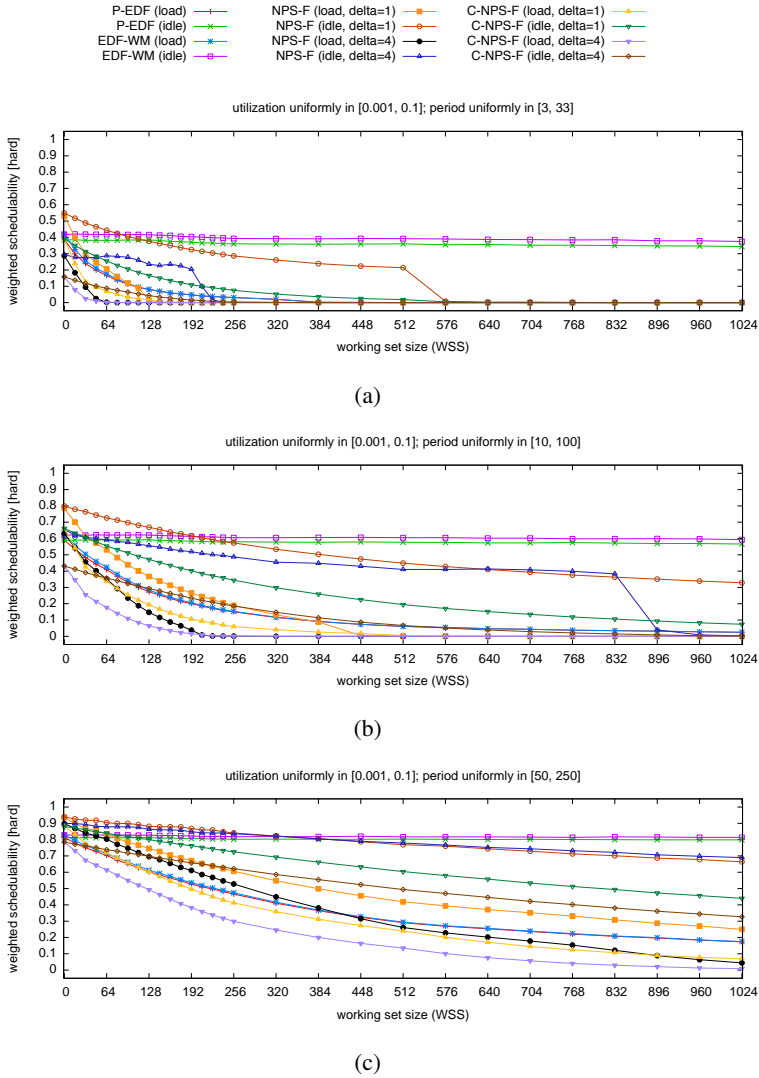 P-EDF (load) NPS-F (load, delta=1) C-NPS-F (load, delta=1)
P-EDF (idle) NPS-F (idle, delta=1) C-NPS-F (idle, delta=1)
EDF-WM (load) NPS-F (load, delta=4) C-NPS-F (load, delta=4)
EDF-WM (idle) NPS-F (idle, delta=4) C-NPS-F (idle, delta=4)
utilization uniformly in [0.001, 0.1]; period uniformly in [3, 33]
weighted schedulability [hard]
1
0.9
0.8
0.7
0.6
0.5
0.4
0.3
0.2
0.1
0
0 64 128 192 256 320 384 448 512 576 640 704 768 832 896 960 1024
working set size (WSS)
(a)
utilization uniformly in [0.001, 0.1]; period uniformly in [10, 100]
weighted schedulability [hard]
1
0.9
0.8
0.7
0.6
0.5
0.4
0.3
0.2
0.1
0
0 64 128 192 256 320 384 448 512 576 640 704 768 832 896 960 1024
working set size (WSS)
(b)
utilization uniformly in [0.001, 0.1]; period uniformly in [50, 250]
weighted schedulability [hard]
1
0.9
0.8
0.7
0.6
0.5
0.4
0.3
0.2
0.1
0
0 64 128 192 256 320 384 448 512 576 640 704 768 832 896 960 1024
working set size (WSS)
(c)